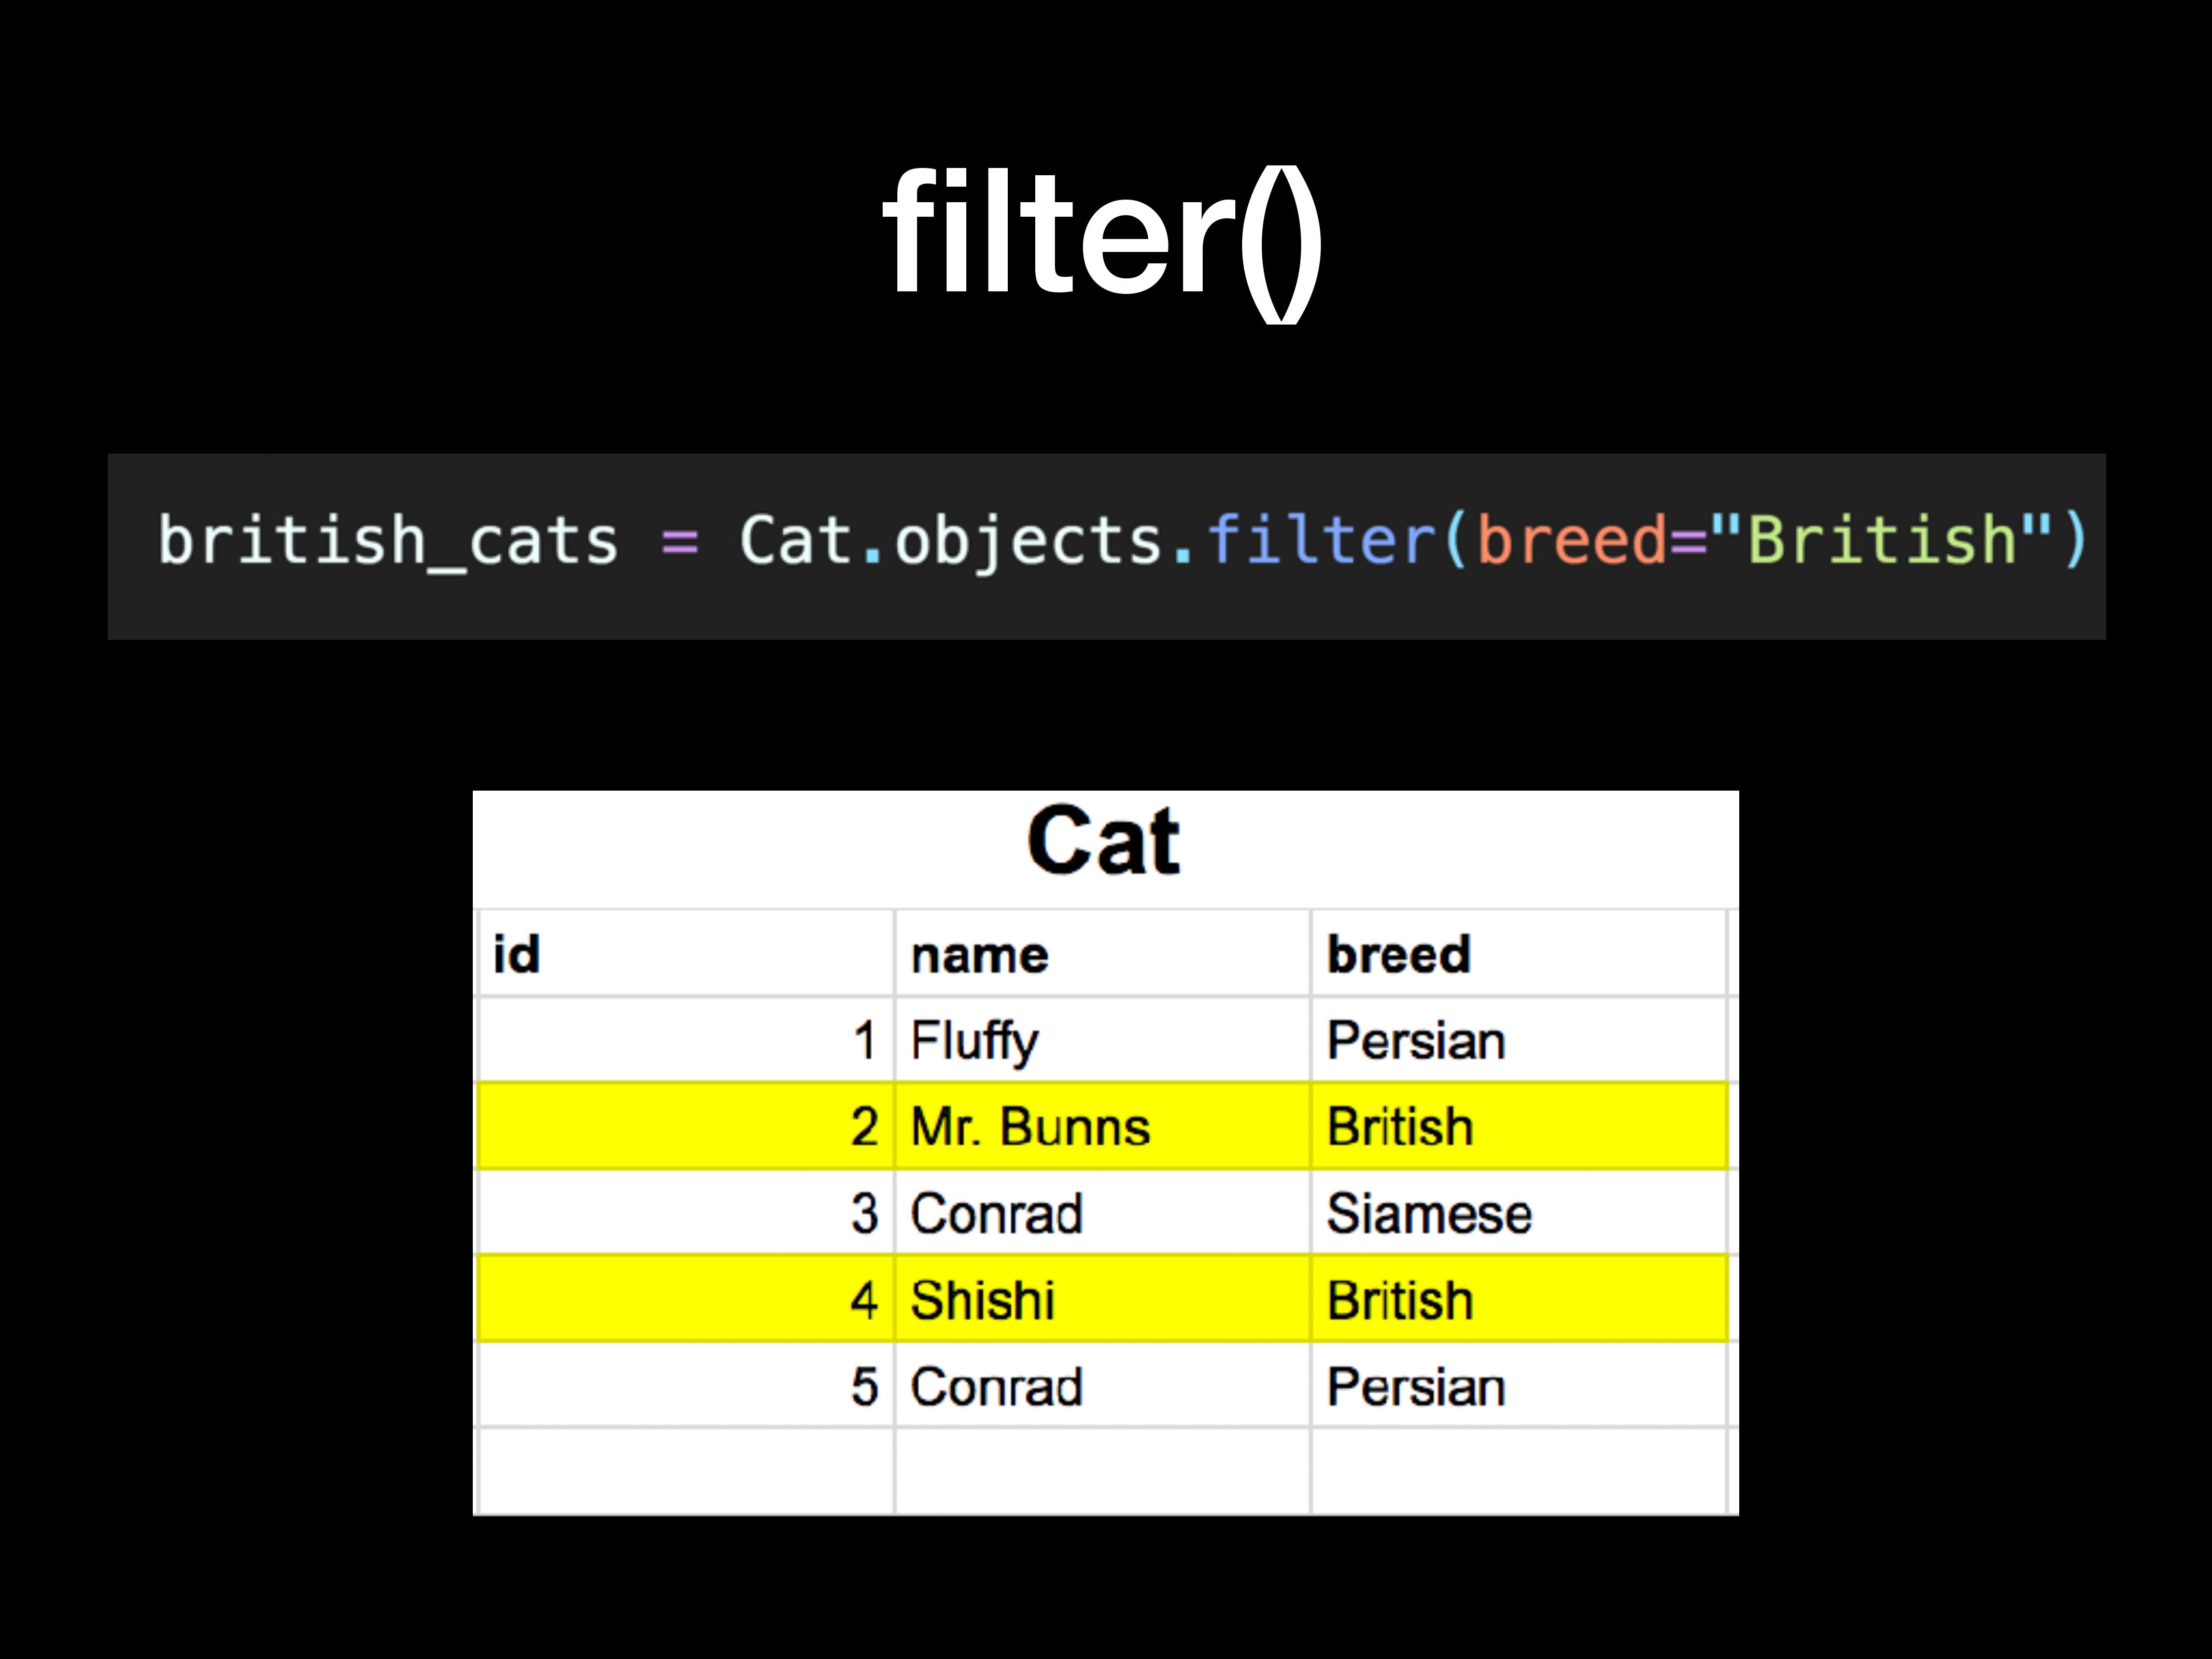 filter()
british_cats = Cat.objects.filter(breed="British")
Cat
id name breed
1 Fluffy Persian
2 Mr. Bunns British
3 Conrad Siamese
4 Shishi British
5 Conrad Persian